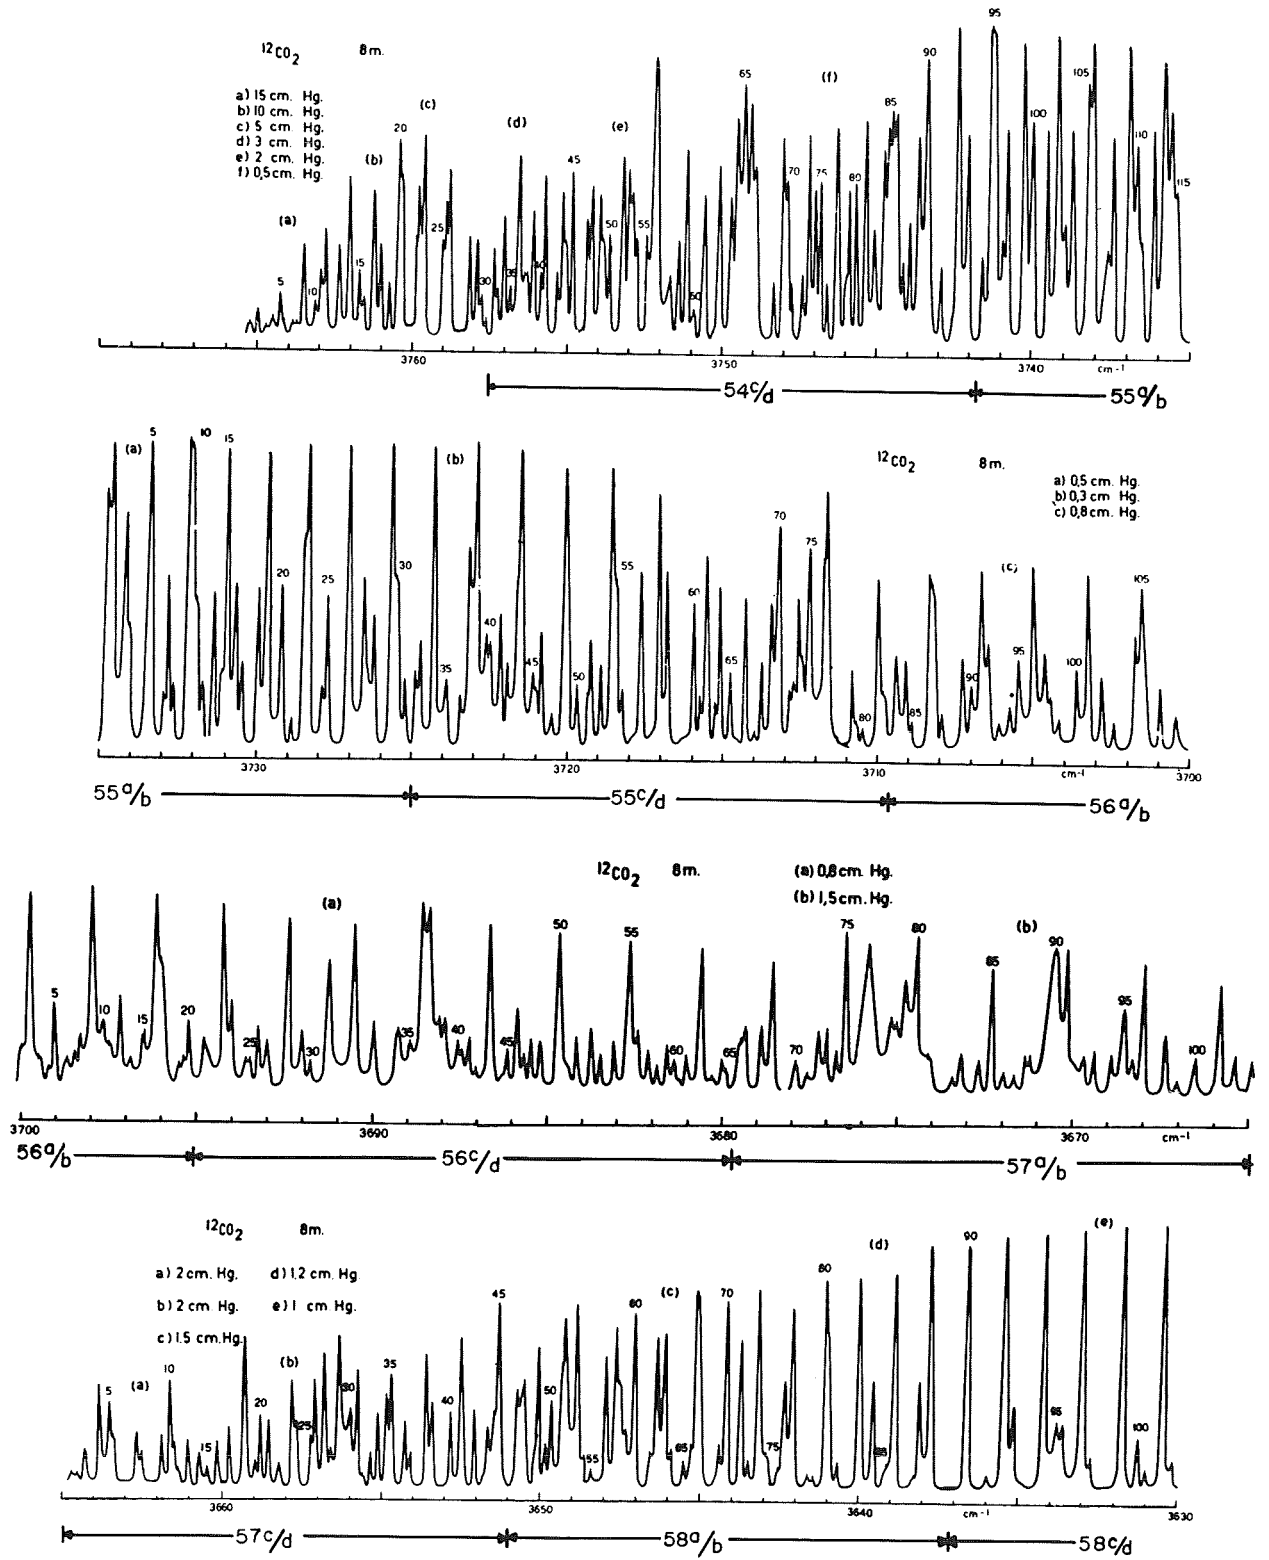 12CO2 8m.
a) 15 cm. Hg.
b) 10 cm. Hg.
c) 5 cm Hg.
d) 3 cm. Hg.
e) 2 cm. Hg.
f) 0,5 cm. Hg.
(a) (b) (c) (d) (e) (f)
5 10 15 20 25 30 35 40 45 50 55 60 65 70 75 80 85 90 95 100 105 110 115
3760 3750 3740 cm-1
54c/d 55a/b
12CO2 8m.
a) 0,5 cm. Hg.
b) 0,3 cm. Hg.
c) 0,8 cm. Hg.
(a) (b) (c)
5 10 15 20 25 30 35 40 45 50 55 60 65 70 75 80 85 90 95 100 105
3730 3720 3710 cm-1 3700
55a/b 55c/d 56a/b
12CO2 8m. (a) 0,8 cm. Hg.
(b) 1,5 cm. Hg.
(a) (b)
5 10 15 20 25 30 35 40 45 50 55 60 65 70 75 80 85 90 95 100
3700 3690 3680 3670 cm-1
56a/b 56c/d 57a/b
12CO2 8m.
a) 2 cm. Hg. d) 1,2 cm. Hg.
b) 2 cm. Hg. e) 1 cm Hg.
c) 1.5 cm. Hg.
(a) (b) (c) (d) (e)
5 10 15 20 25 30 35 40 45 50 55 60 65 70 75 80 85 90 95 100
3660 3650 3640 cm-1 3630
57c/d 58a/b 58c/d